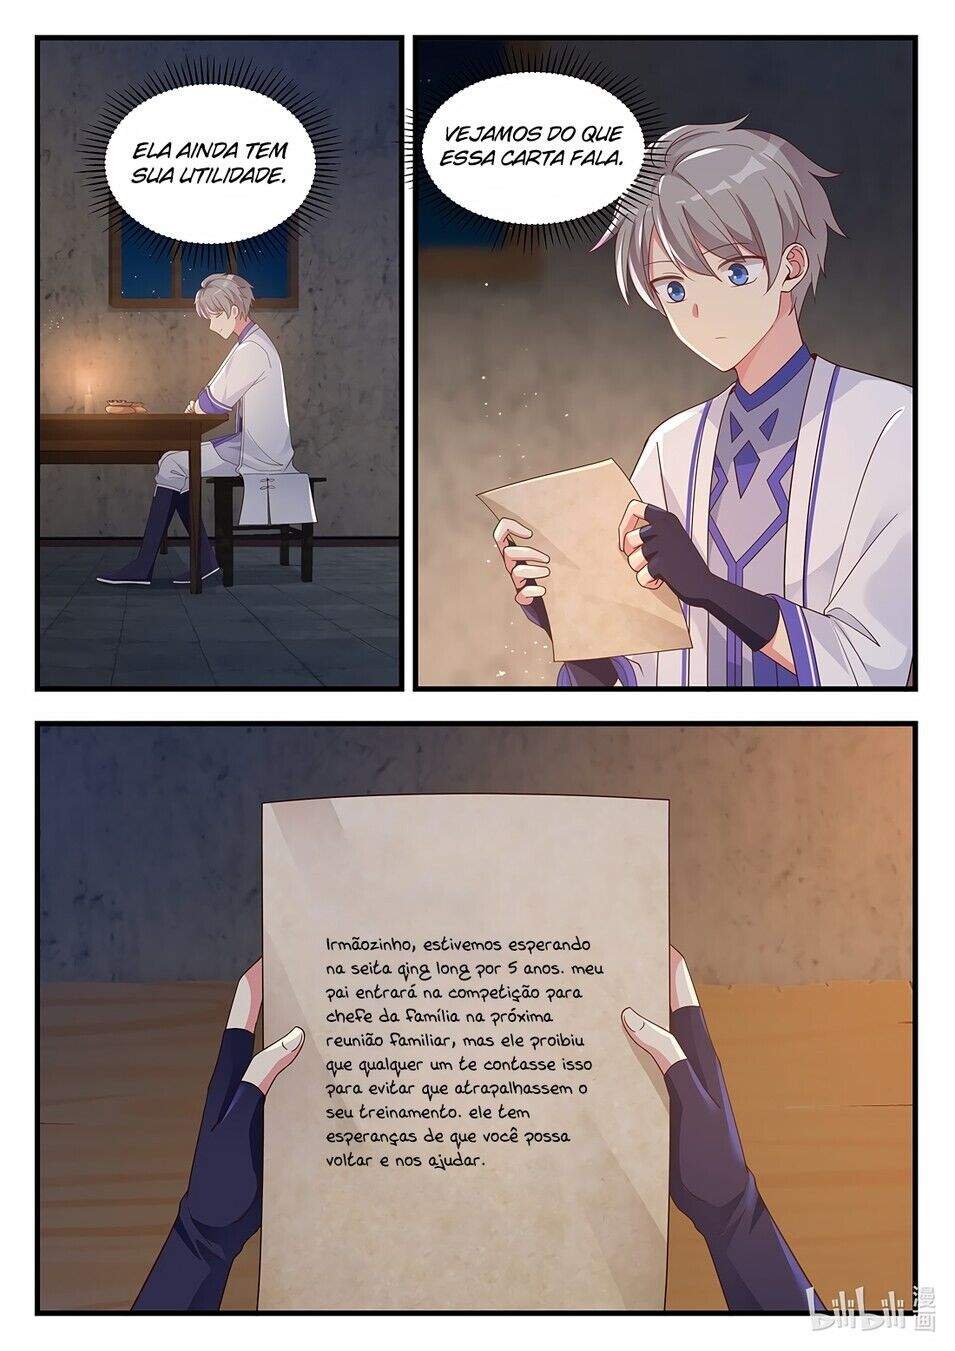 ELA AINDA TEM
SUA UTILIDADE.
VEJAMOS DO QUE
ESSA CARTA FALA.
Irmãozinho, estivemos esperando
na seita qing long por 5 anos. meu
pai entrará na competição para
chefe da família na próxima
reunião familiar, mas ele proibiu
que qualquer um te contasse isso
para evitar que atrapalhassem o
seu treinamento. ele tem
esperanças de que você possa
voltar e nos ajudar.
bilibili 漫画